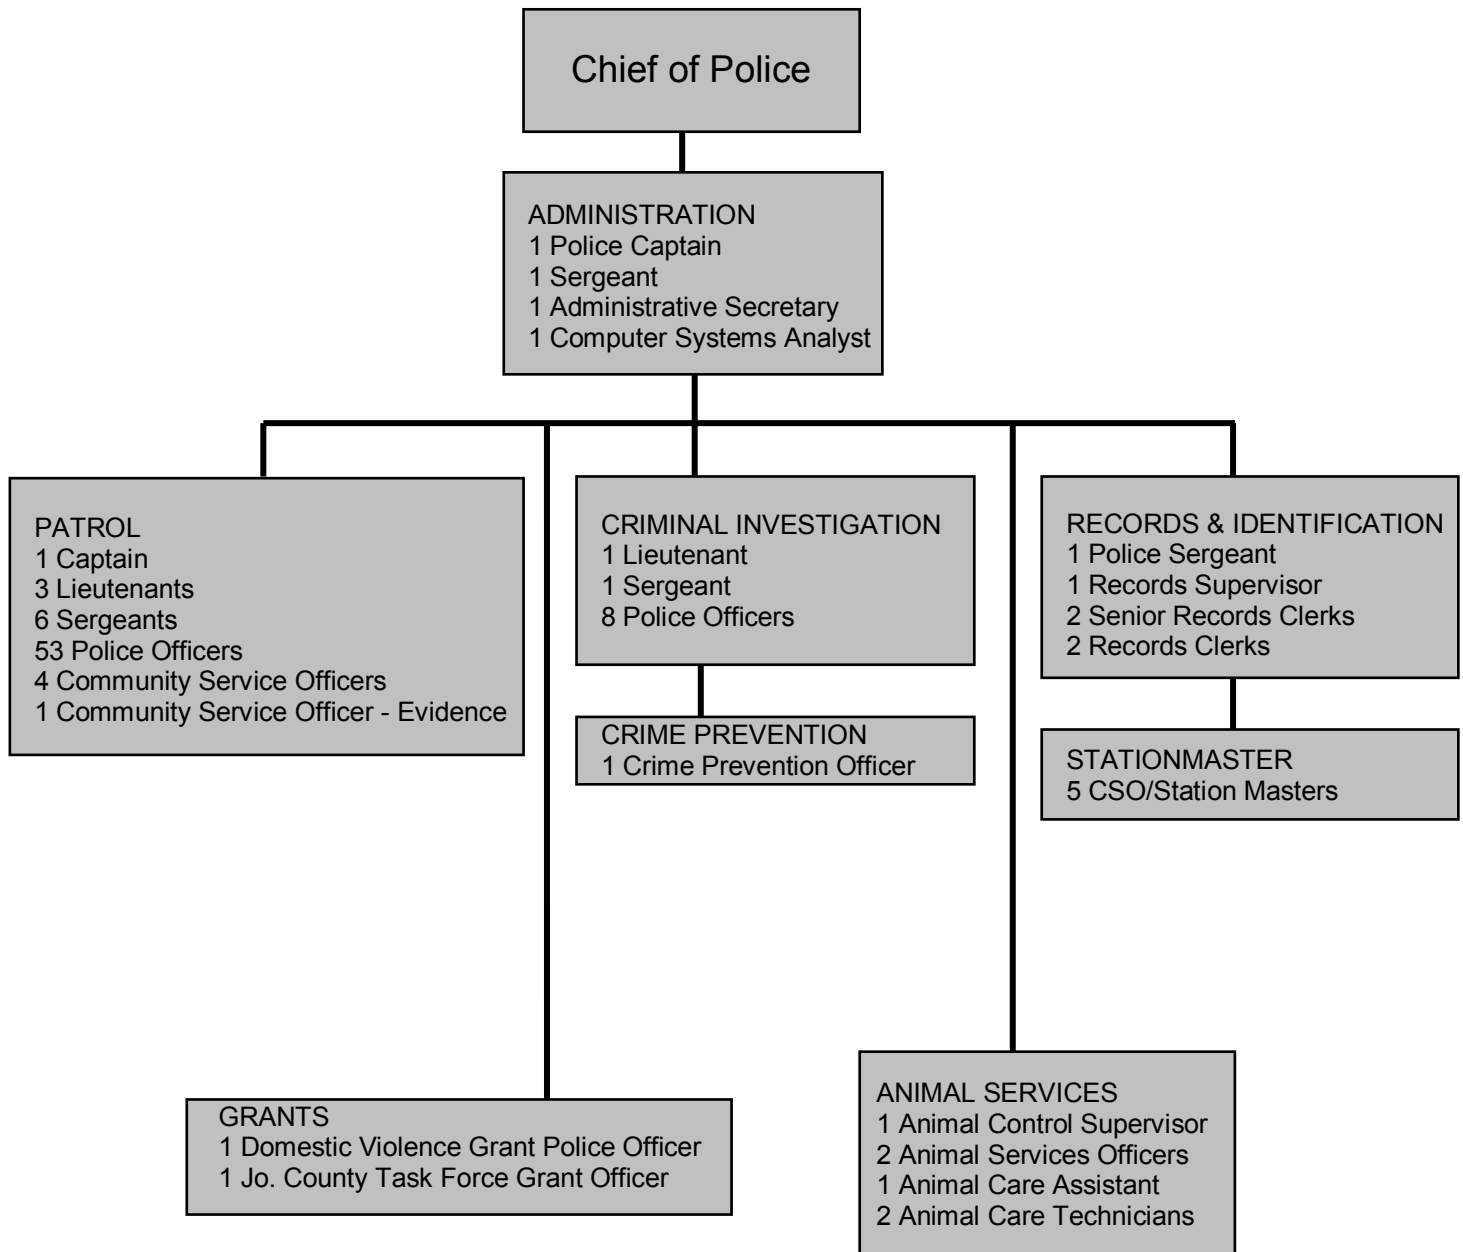 Chief of Police
ADMINISTRATION
1 Police Captain
1 Sergeant
1 Administrative Secretary
1 Computer Systems Analyst
PATROL
1 Captain
3 Lieutenants
6 Sergeants
53 Police Officers
4 Community Service Officers
1 Community Service Officer - Evidence
CRIMINAL INVESTIGATION
1 Lieutenant
1 Sergeant
8 Police Officers
CRIME PREVENTION
1 Crime Prevention Officer
RECORDS & IDENTIFICATION
1 Police Sergeant
1 Records Supervisor
2 Senior Records Clerks
2 Records Clerks
STATIONMASTER
5 CSO/Station Masters
GRANTS
1 Domestic Violence Grant Police Officer
1 Jo. County Task Force Grant Officer
ANIMAL SERVICES
1 Animal Control Supervisor
2 Animal Services Officers
1 Animal Care Assistant
2 Animal Care Technicians